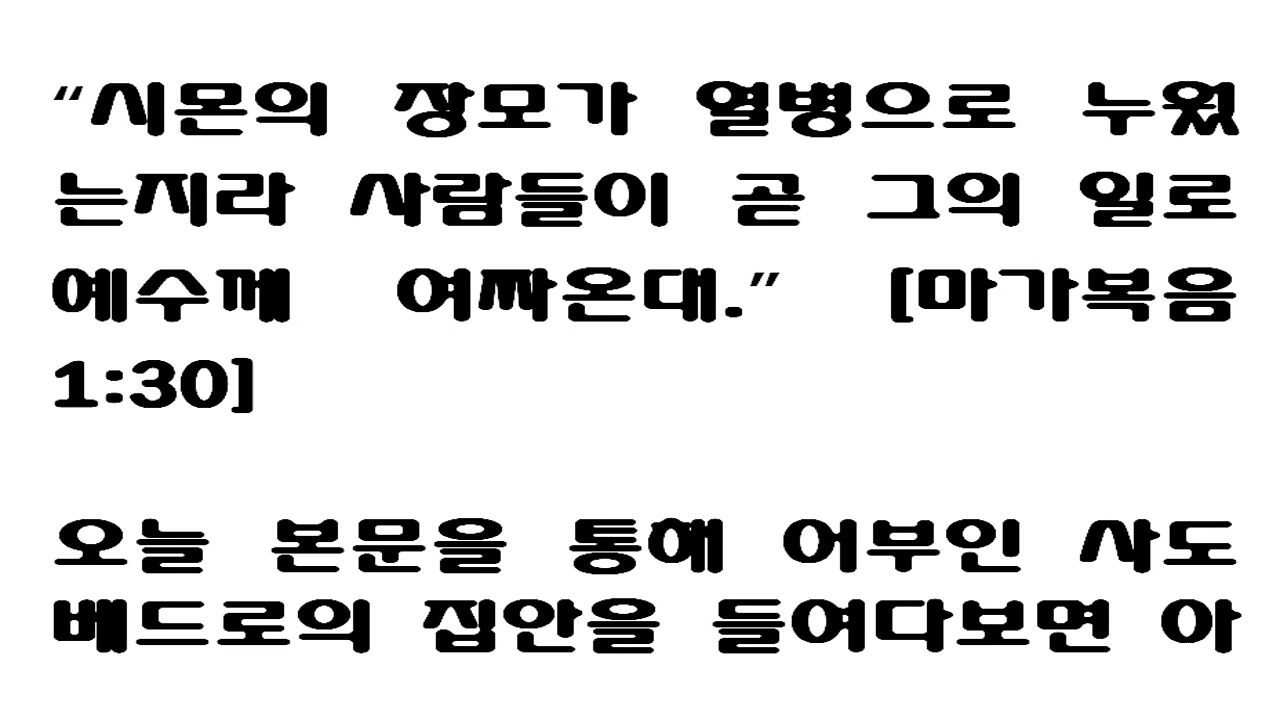 “시몬의 장모가 열병으로 누웠
는지라 사람들이 곧 그의 일로
예수께 여짜온대.” [마가복음
1:30]
오늘 본문을 통해 어부인 사도
베드로의 집안을 들여다보면 아